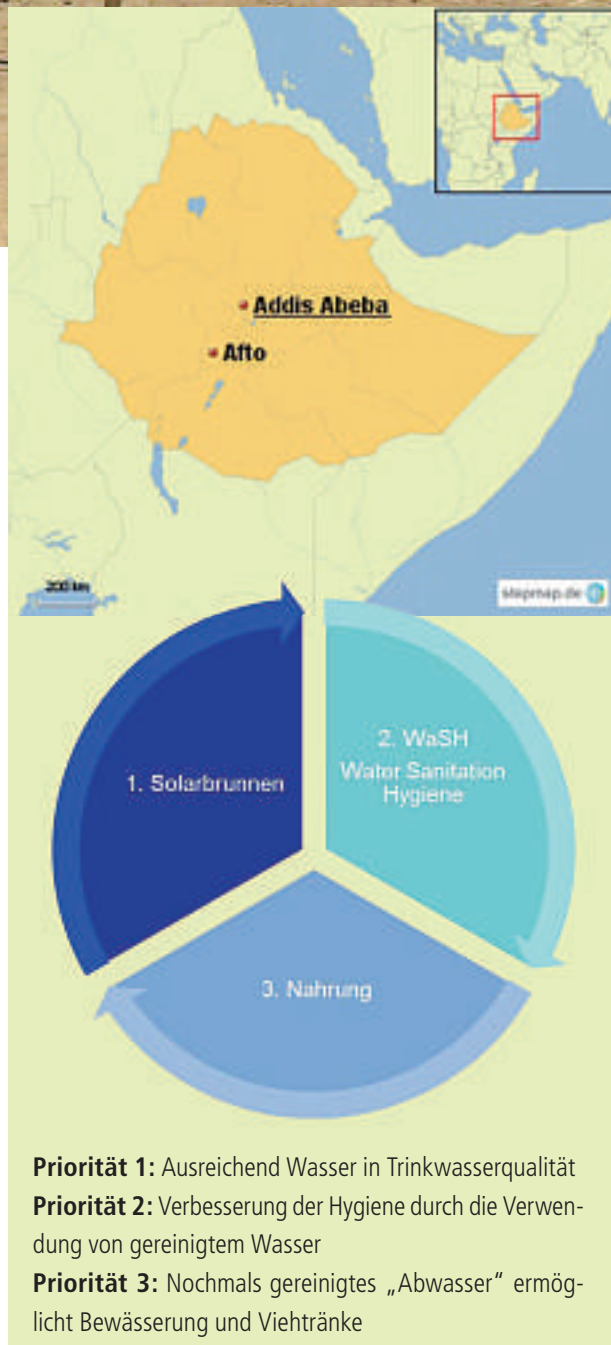 Addis Abeba
Afto
200 km
stepmap.de
1. Solarbrunnen
2. WaSH
Water Sanitation
Hygiene
3. Nahrung
Priorität 1: Ausreichend Wasser in Trinkwasserqualität
Priorität 2: Verbesserung der Hygiene durch die Verwen-
dung von gereinigtem Wasser
Priorität 3: Nochmals gereinigtes „Abwasser“ ermög-
licht Bewässerung und Viehtränke